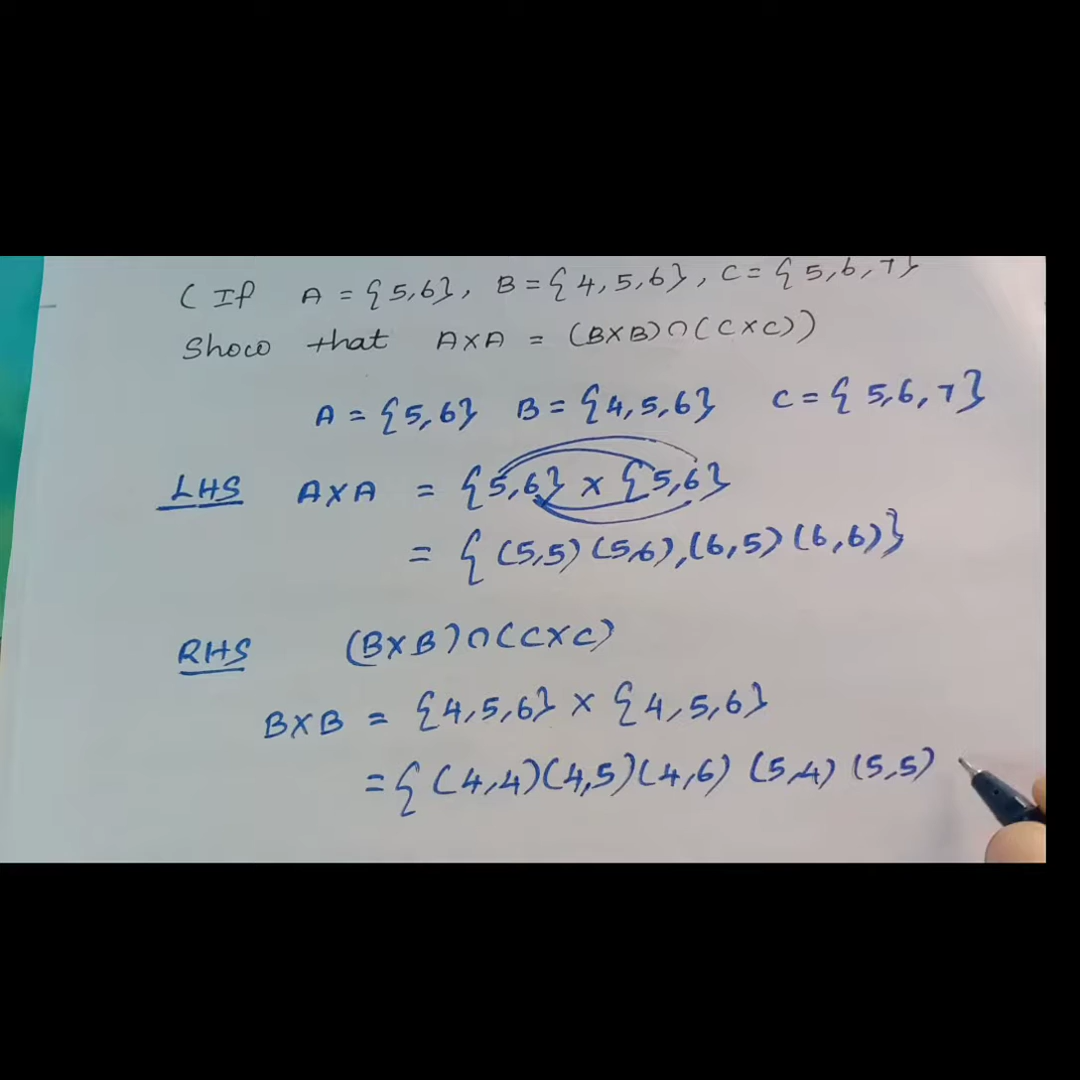 ( If A = {5,6}, B = {4,5,6}, C = {5,6,7}
Show that A×A = (B×B)∩(C×C))
A = {5,6} B = {4,5,6} C = {5,6,7}
LHS A×A = {5,6} × {5,6}
= { (5,5) (5,6),(6,5) (6,6)}
RHS (B×B)∩(C×C)
B×B = {4,5,6} × {4,5,6}
= { (4,4)(4,5)(4,6) (5,4) (5,5)